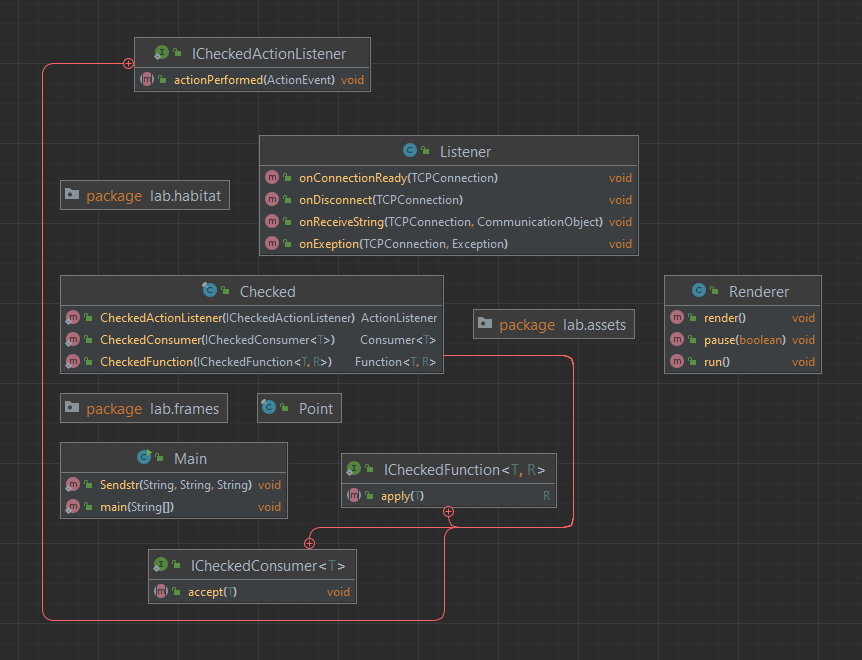 ICheckedActionListener
actionPerformed(ActionEvent) void
Listener
onConnectionReady(TCPConnection) void
onDisconnect(TCPConnection) void
onReceiveString(TCPConnection, CommunicationObject) void
onExeption(TCPConnection, Exception) void
package lab.habitat
Checked
CheckedActionListener(ICheckedActionListener) ActionListener
CheckedConsumer(ICheckedConsumer<T>) Consumer<T>
CheckedFunction(ICheckedFunction<T, R>) Function<T, R>
package lab.assets
Renderer
render() void
pause(boolean) void
run() void
package lab.frames
Point
Main
Sendstr(String, String, String) void
main(String[]) void
ICheckedFunction<T, R>
apply(T) R
ICheckedConsumer<T>
accept(T) void